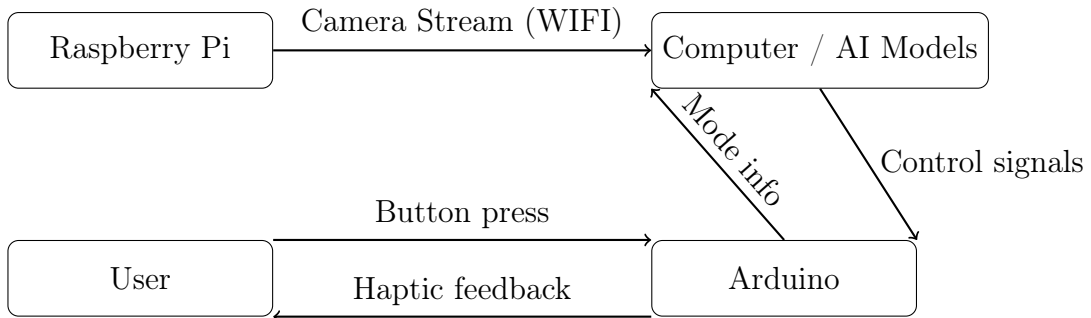 Camera Stream (WIFI)
Raspberry Pi
Computer / AI Models
Mode info
Control signals
Button press
User
Arduino
Haptic feedback